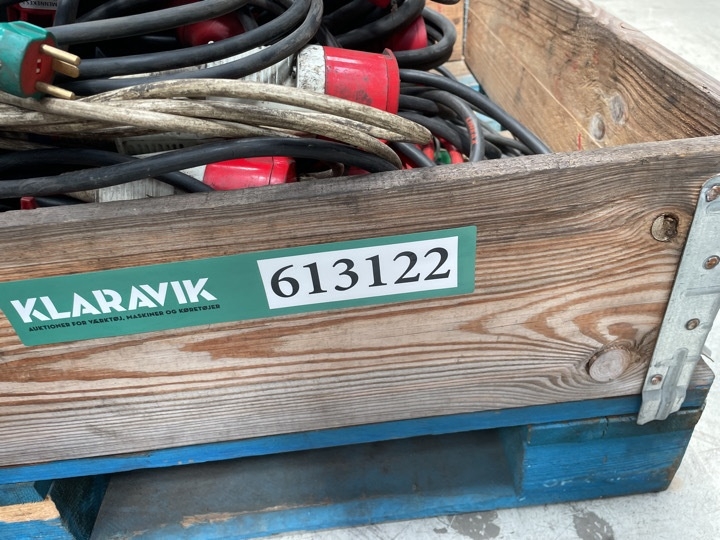 KLARAVIK
AUKTIONER FOR VÆRKTØJ, MASKINER OG KØRETØJER
613122